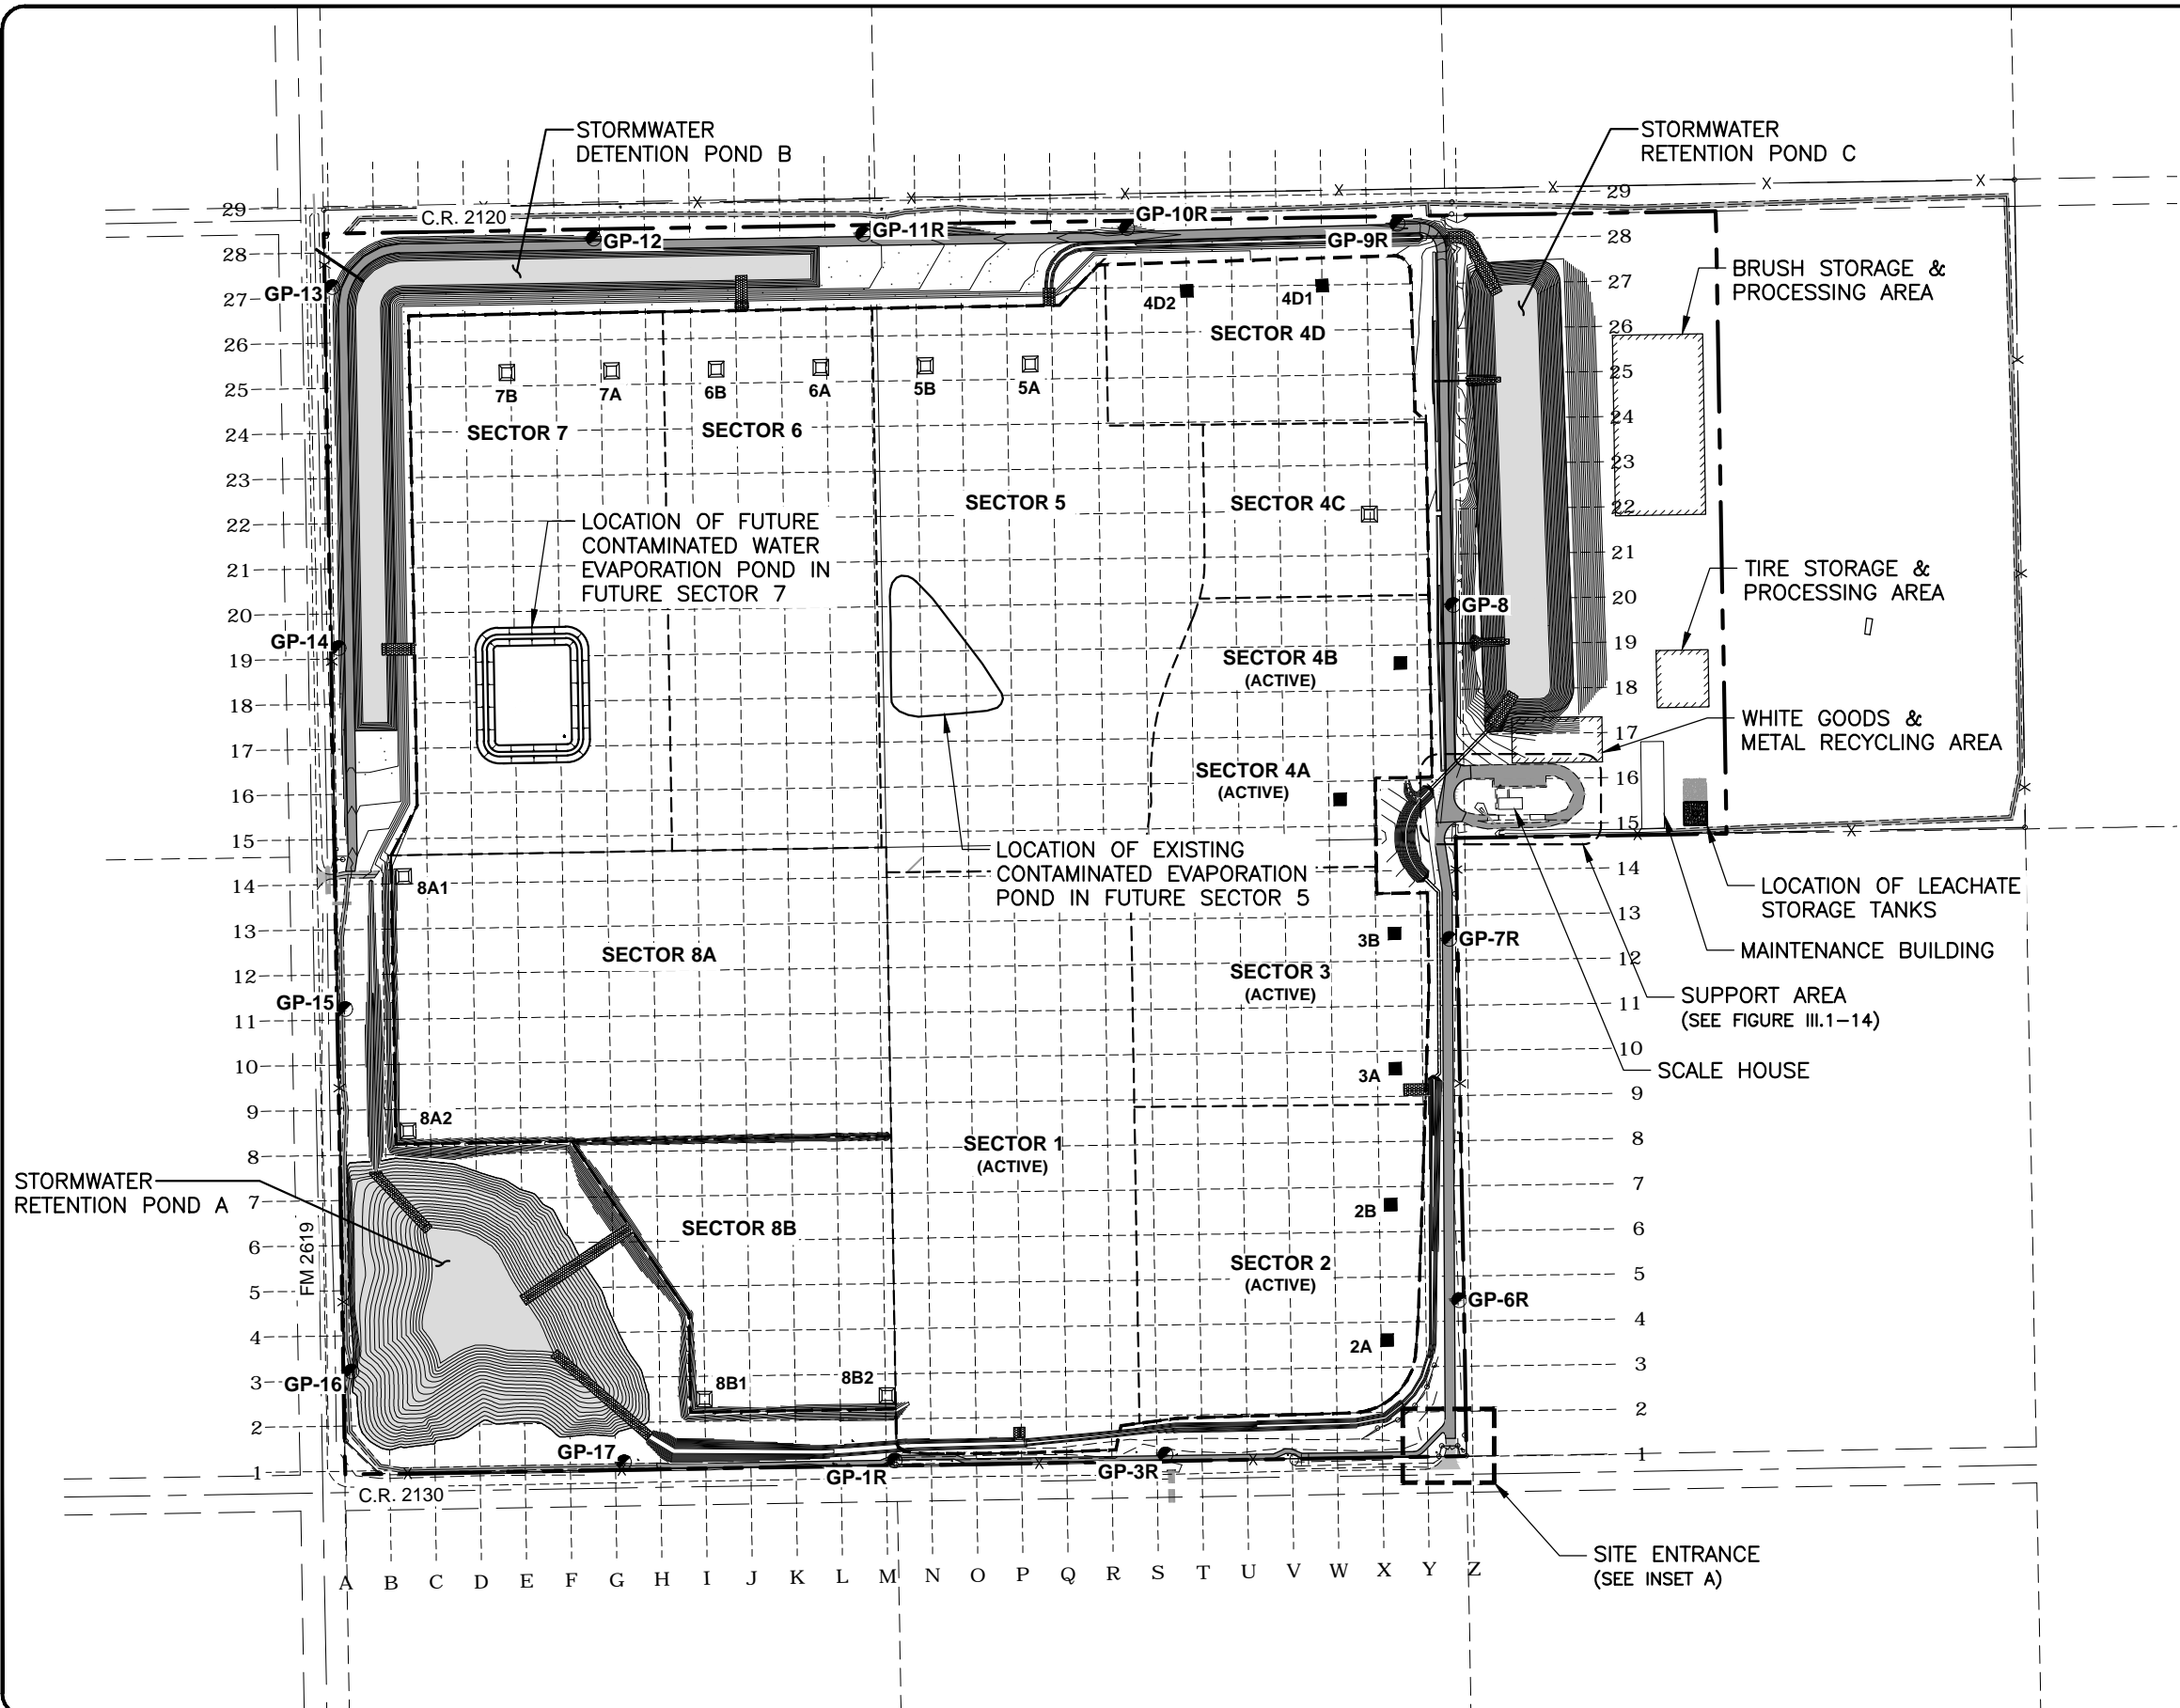 STORMWATER
DETENTION POND B
STORMWATER
RETENTION POND C
C.R. 2120
GP-12
GP-11R
GP-10R
GP-9R
GP-13
BRUSH STORAGE &
PROCESSING AREA
4D2
4D1
SECTOR 4D
7B
7A
6B
6A
5B
5A
SECTOR 7
SECTOR 6
SECTOR 5
SECTOR 4C
LOCATION OF FUTURE
CONTAMINATED WATER
EVAPORATION POND IN
FUTURE SECTOR 7
TIRE STORAGE &
PROCESSING AREA
GP-8
GP-14
SECTOR 4B
(ACTIVE)
WHITE GOODS &
METAL RECYCLING AREA
SECTOR 4A
(ACTIVE)
LOCATION OF EXISTING
CONTAMINATED EVAPORATION
POND IN FUTURE SECTOR 5
8A1
LOCATION OF LEACHATE
STORAGE TANKS
3B
GP-7R
MAINTENANCE BUILDING
SECTOR 8A
SECTOR 3
(ACTIVE)
GP-15
SUPPORT AREA
(SEE FIGURE III.1-14)
3A
SCALE HOUSE
8A2
SECTOR 1
(ACTIVE)
STORMWATER
RETENTION POND A
FM 2619
SECTOR 8B
2B
SECTOR 2
(ACTIVE)
GP-6R
2A
GP-16
8B1
8B2
GP-17
GP-1R
GP-3R
C.R. 2130
SITE ENTRANCE
(SEE INSET A)
29
28
27
26
25
24
23
22
21
20
19
18
17
16
15
14
13
12
11
10
9
8
7
6
5
4
3
2
1
29
28
27
26
25
24
23
22
21
20
19
18
17
16
15
14
13
12
11
10
9
8
7
6
5
4
3
2
1
A B C D E F G H I J K L M N O P Q R S T U V W X Y Z